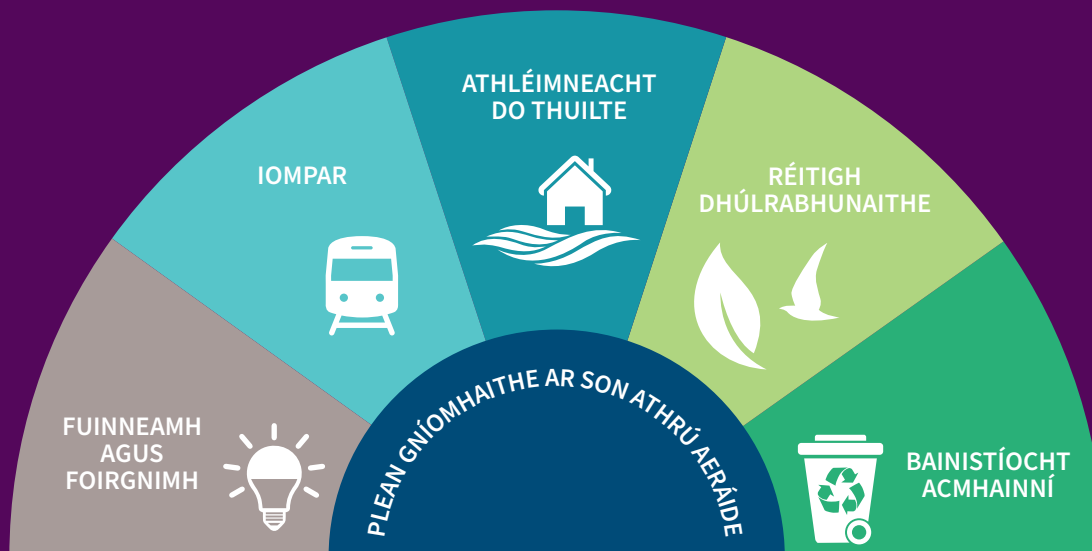 FUINNEAMH
AGUS
FOIRGNIMH
IOMPAR
ATHLÉIMNEACHT
DO THUILTE
RÉITIGH
DHÚLRABHUNAITHE
BAINISTÍOCHT
ACMHAINNÍ
PLEAN GNÍOMHAITHE AR SON ATHRÚ AERÁIDE